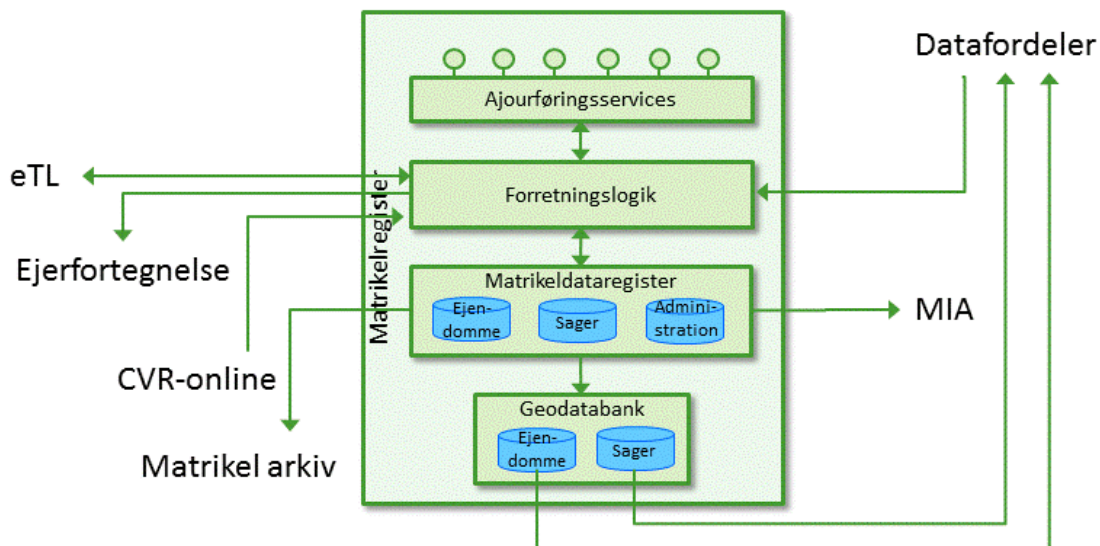 Datafordeler
Ajourføringsservices
eTL
Forretningslogik
Matrikelregister
Ejerfortegnelse
Matrikeldataregister
Ejen-
domme
Sager
Admini-
stration
MIA
CVR-online
Geodatabank
Ejen-
domme
Sager
Matrikel arkiv